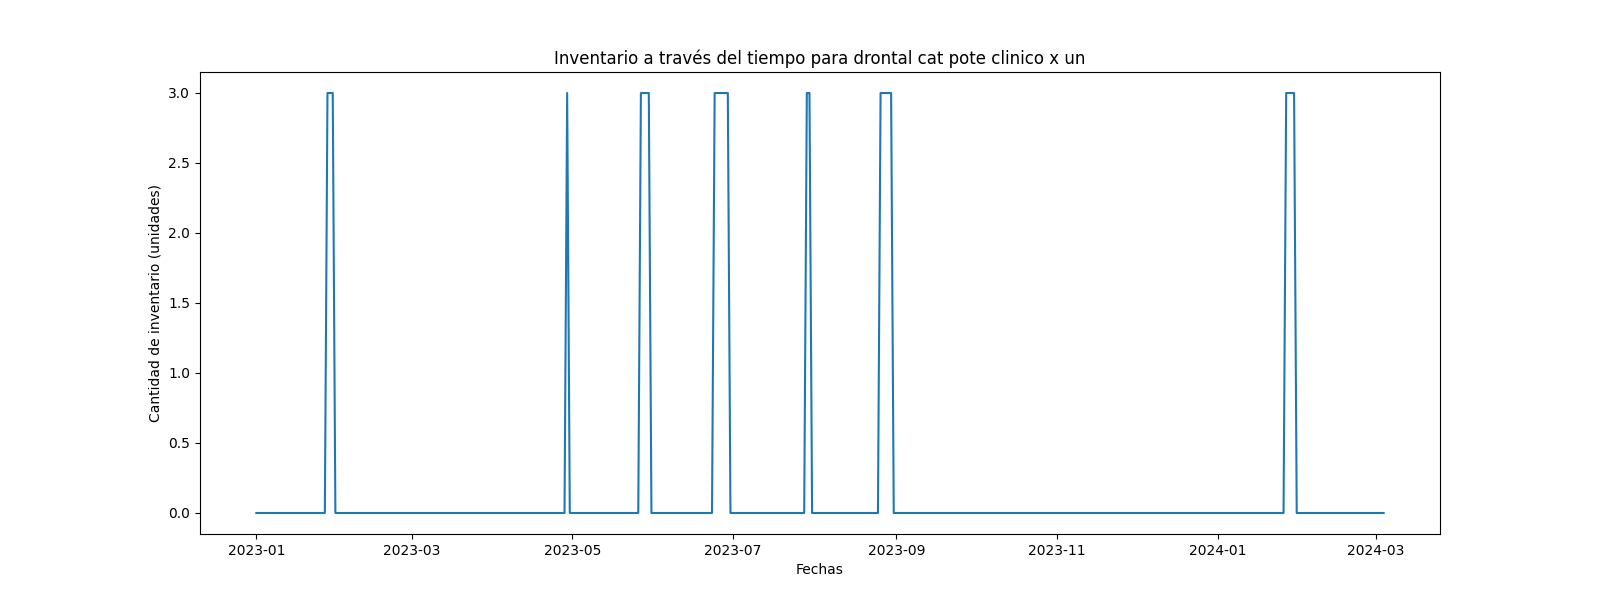 Inventario a través del tiempo para drontal cat pote clinico x un
Cantidad de inventario (unidades)
3.0
2.5
2.0
1.5
1.0
0.5
0.0
2023-01 2023-03 2023-05 2023-07 2023-09 2023-11 2024-01 2024-03
Fechas